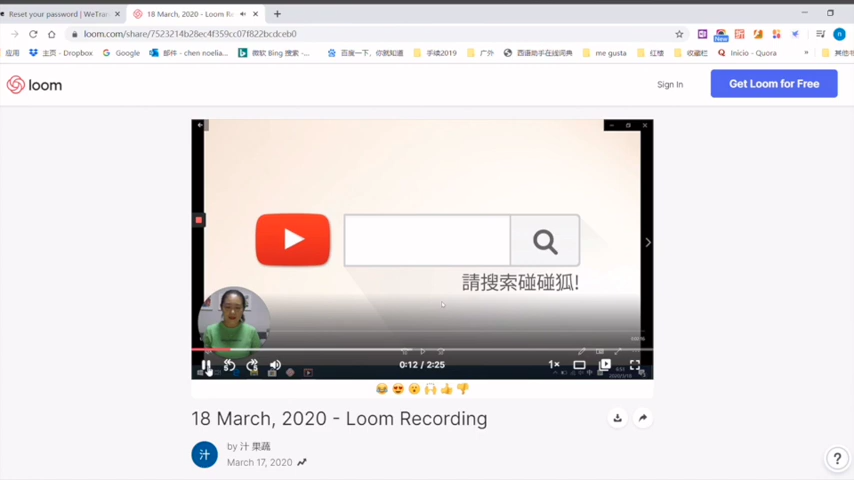 Reset your password | WeTran
18 March, 2020 - Loom Re
loom.com/share/7523214b28ec4f359cc07f822bcdceb0
应用
主页 - Dropbox
Google
邮件 - chen noelia...
微软 Bing 搜索 -...
百度一下，你就知道
手续2019
广外
西语助手在线词典
me gusta
红楼
收藏栏
Inicio - Quora
»
New
loom
Sign In
Get Loom for Free
請搜索碰碰狐!
0:12 / 2:25
1×
18 March, 2020 - Loom Recording
汁
by 汁 果蔬
March 17, 2020
?